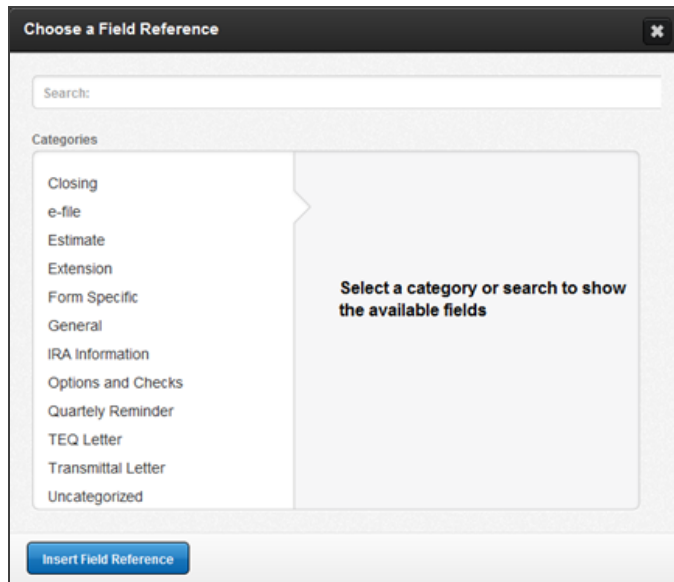 Choose a Field Reference
Search:
Categories
Closing
e-file
Estimate
Extension
Form Specific
General
IRA Information
Options and Checks
Quartely Reminder
TEQ Letter
Transmittal Letter
Uncategorized
Select a category or search to show
the available fields
Insert Field Reference